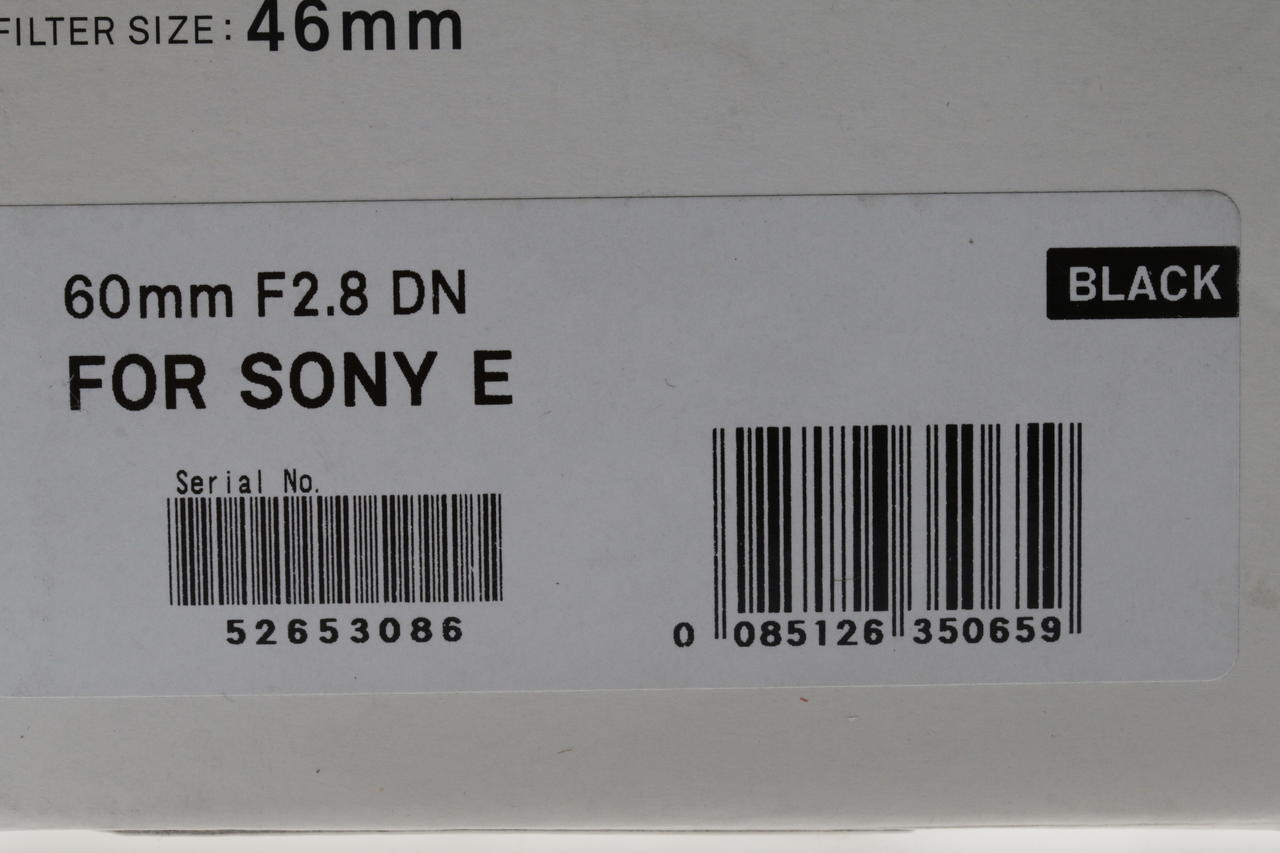 FILTER SIZE : 46mm
60mm F2.8 DN
BLACK
FOR SONY E
Serial No.
52653086
0 085126 350659